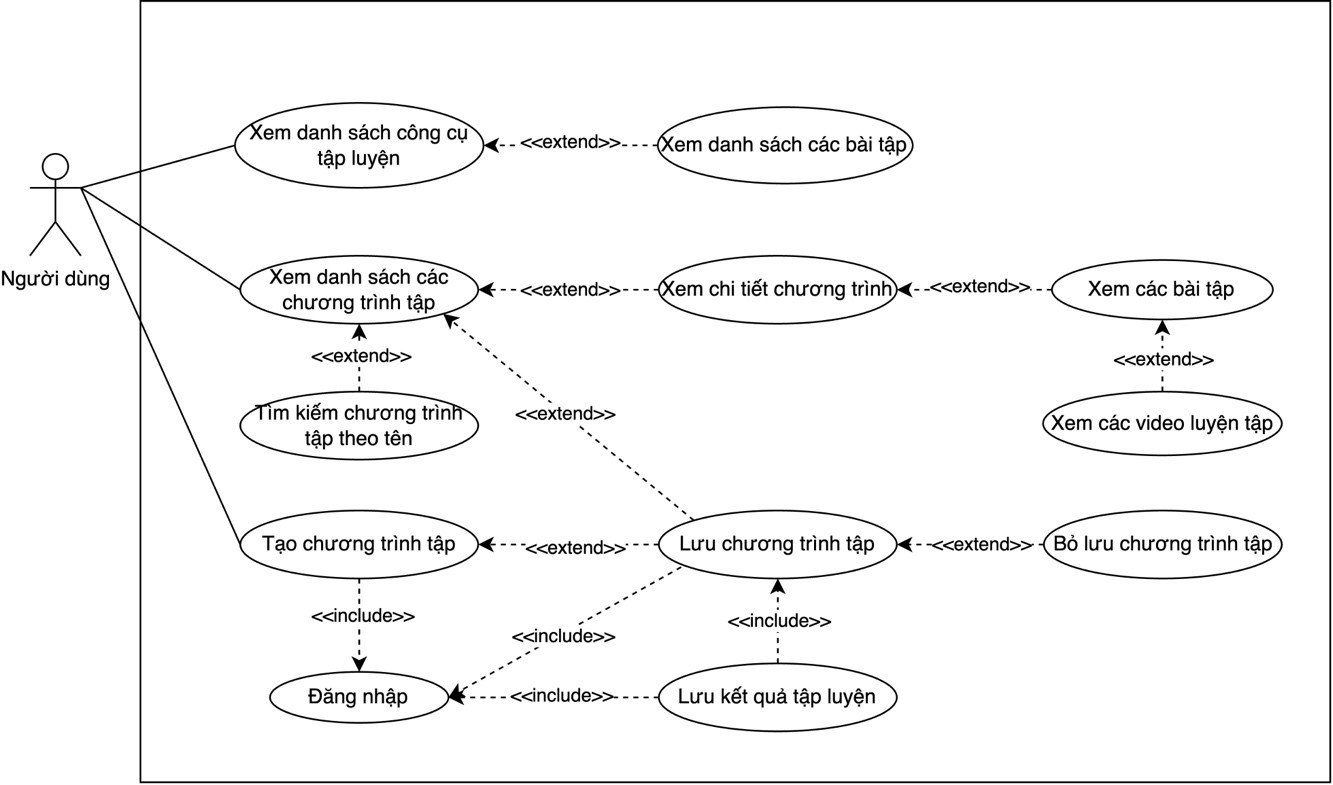 Xem danh sách công cụ
tập luyện
<<extend>>
Xem danh sách các bài tập
Người dùng
Xem danh sách các
chương trình tập
<<extend>>
Xem chi tiết chương trình
<<extend>>
Xem các bài tập
<<extend>>
<<extend>>
Tìm kiếm chương trình
tập theo tên
<<extend>>
Xem các video luyện tập
Tạo chương trình tập
<<extend>>
Lưu chương trình tập
<<extend>>
Bỏ lưu chương trình tập
<<include>>
<<include>>
<<include>>
Đăng nhập
<<include>>
Lưu kết quả tập luyện